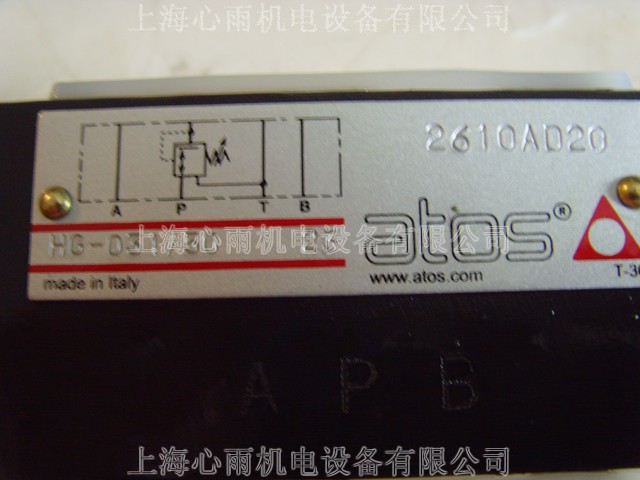 上海心雨机电设备有限公司
2610AD20
A P T B
atos®
www.atos.com
made in Italy
上海心雨机电设备有限公司
A P B
上海心雨机电设备有限公司